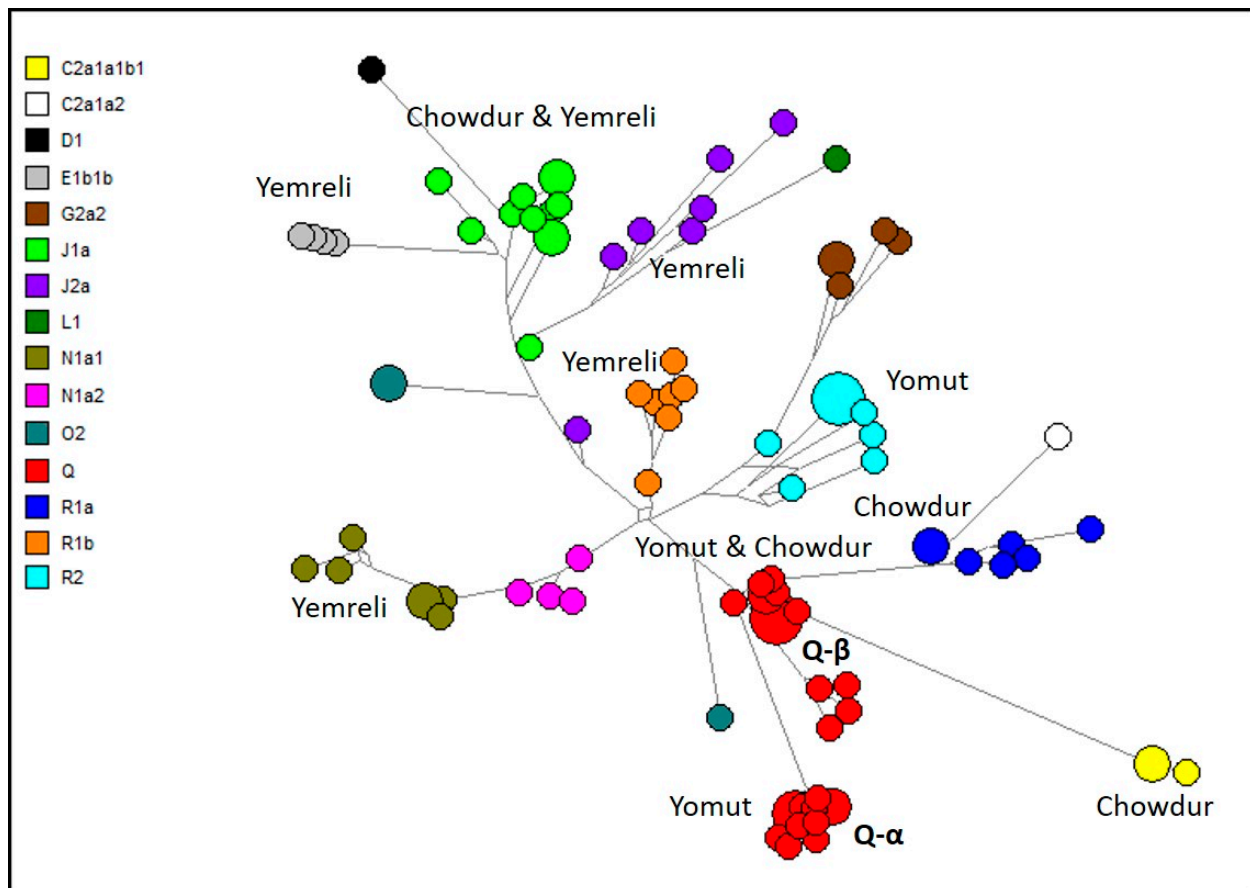 C2a1a1b1
C2a1a2
D1
E1b1b
G2a2
J1a
J2a
L1
N1a1
N1a2
O2
Q
R1a
R1b
R2
Chowdur & Yemreli
Yemreli
Yemreli
Yemreli
Yomut
Chowdur
Yomut & Chowdur
Yemreli
Q-β
Yomut
Q-α
Chowdur